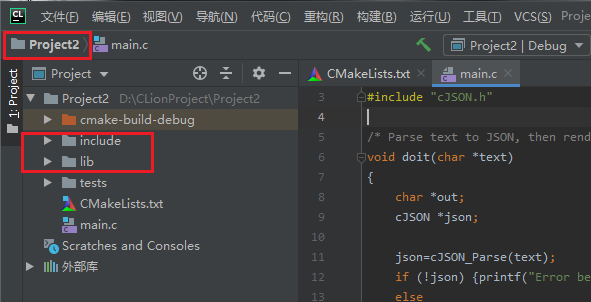 CL 文件(F) 编辑(E) 视图(V) 导航(N) 代码(C) 重构(R) 构建(B) 运行(U) 工具(T) VCS(S) 窗
Project2 main.c Project2 | Debug
1: Project
Project
CMakeLists.txt main.c
Project2 D:\CLionProject\Project2
cmake-build-debug
include
lib
tests
CMakeLists.txt
main.c
Scratches and Consoles
外部库
3 #include "cJSON.h"
4
5 /* Parse text to JSON, then rend
6 void doit(char *text)
7 {
8 char *out;
9 cJSON *json;
10
11 json=cJSON_Parse(text);
12 if (!json) {printf("Error be
13 else